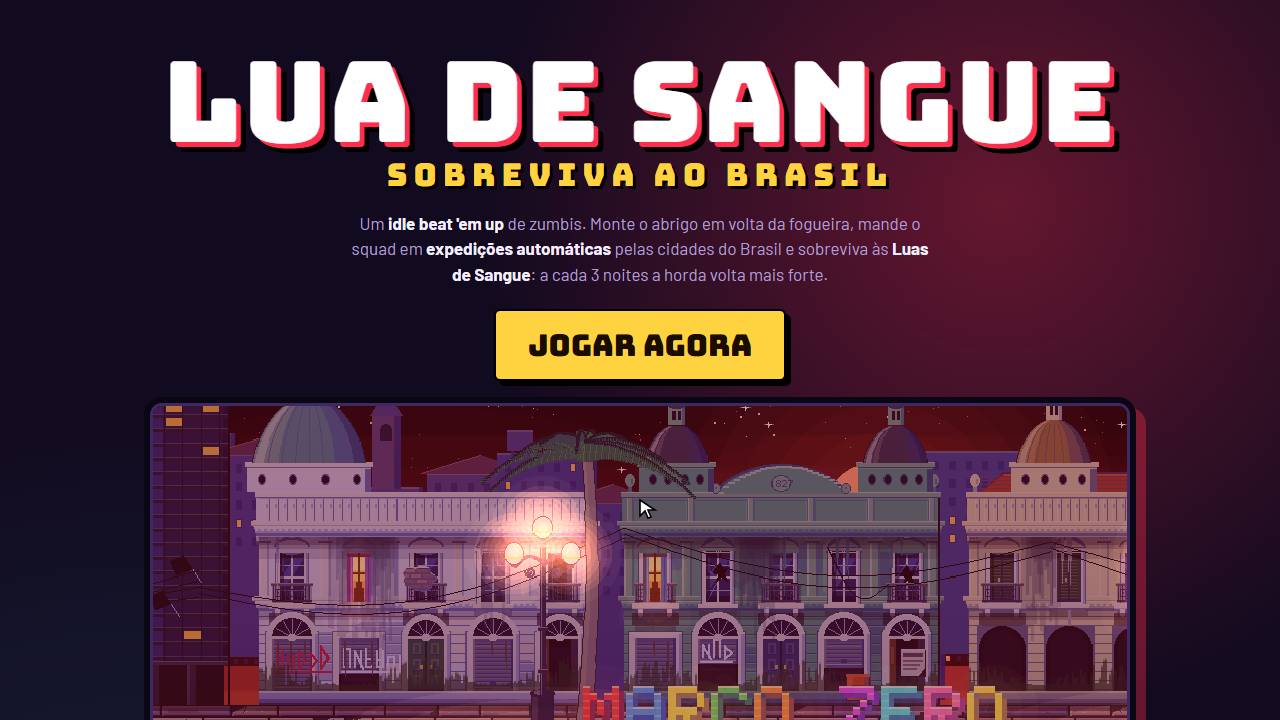 LUA DE SANGUE
SOBREVIVA AO BRASIL
Um idle beat 'em up de zumbis. Monte o abrigo em volta da fogueira, mande o
squad em expedições automáticas pelas cidades do Brasil e sobreviva às Luas
de Sangue: a cada 3 noites a horda volta mais forte.
JOGAR AGORA
1827
MARCO ZERO